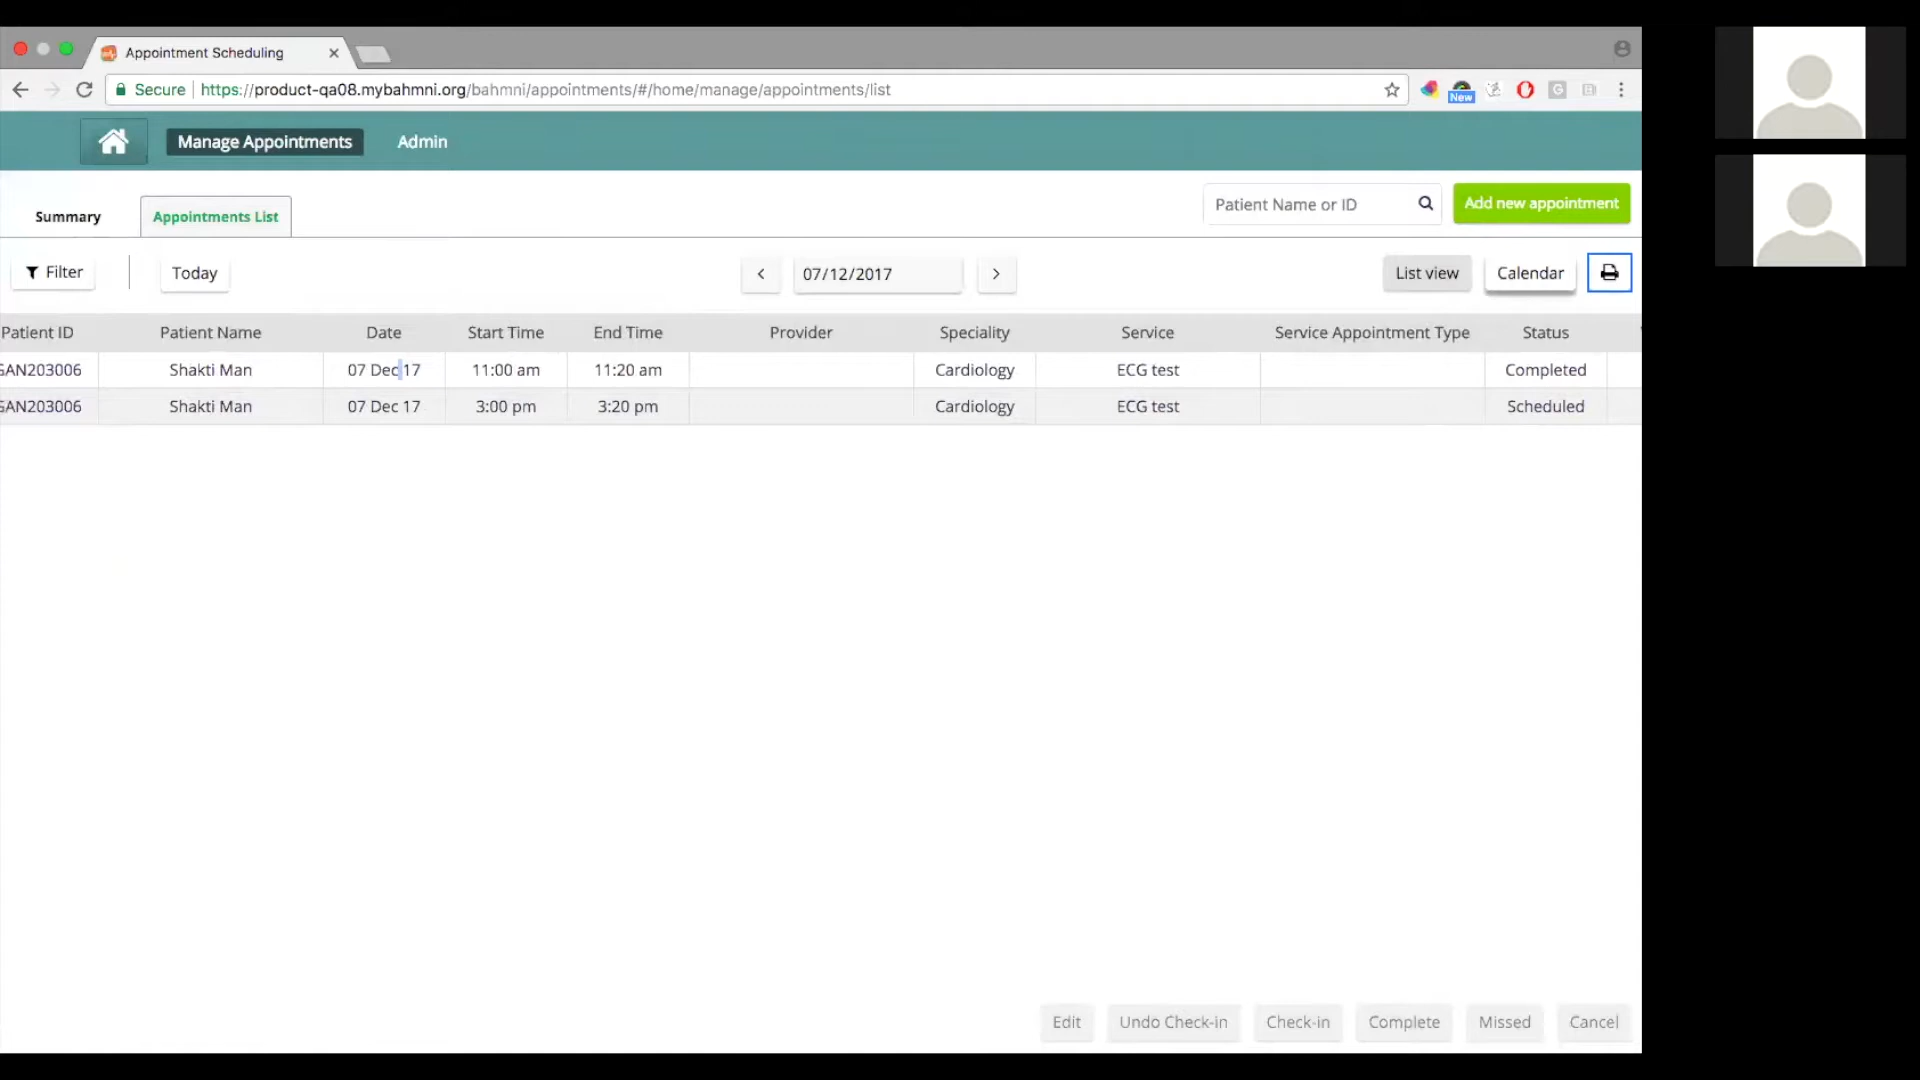 Appointment Scheduling
Secure https://product-qa08.mybahmni.org/bahmni/appointments/#/home/manage/appointments/list
New
Manage Appointments Admin
Summary Appointments List Patient Name or ID Add new appointment
Filter Today 07/12/2017 List view Calendar
Patient ID Patient Name Date Start Time End Time Provider Speciality Service Service Appointment Type Status
GAN203006 Shakti Man 07 Dec 17 11:00 am 11:20 am Cardiology ECG test Completed
GAN203006 Shakti Man 07 Dec 17 3:00 pm 3:20 pm Cardiology ECG test Scheduled
Edit Undo Check-in Check-in Complete Missed Cancel